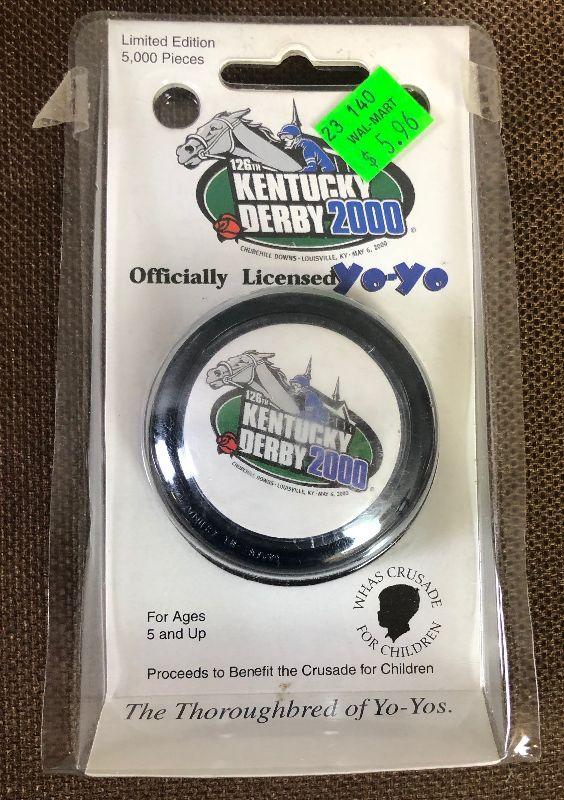 Limited Edition
5,000 Pieces
23 140
WAL-MART
$ 5.96
126TH
KENTUCKY
DERBY 2000
CHURCHILL DOWNS · LOUISVILLE, KY · MAY 6, 2000
Officially Licensed Yo-Yo
126TH
KENTUCKY
DERBY 2000
CHURCHILL DOWNS · LOUISVILLE, KY · MAY 6, 2000
For Ages
5 and Up
WHAS CRUSADE
FOR CHILDREN
Proceeds to Benefit the Crusade for Children
The Thoroughbred of Yo-Yos.